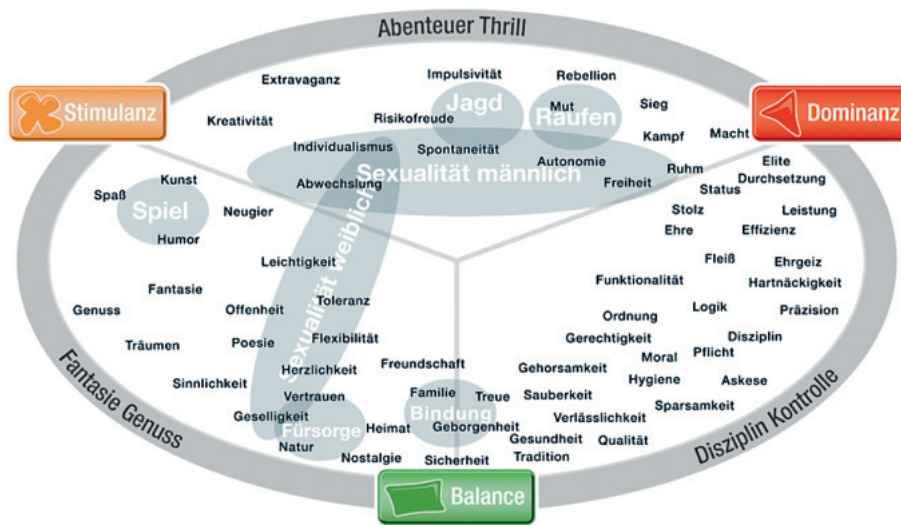 Abenteuer Thrill
Stimulanz
Dominanz
Extravaganz
Impulsivität
Rebellion
Kreativität
Risikofreude
Jagd
Mut
Raufen
Sieg
Kampf
Macht
Individualismus
Spontaneität
Autonomie
Sexualität männlich
Abwechslung
Freiheit
Ruhm
Elite
Durchsetzung
Status
Stolz
Leistung
Ehre
Effizienz
Kunst
Spaß
Spiel
Neugier
Humor
Sexualität weiblich
Leichtigkeit
Fantasie
Genuss
Offenheit
Toleranz
Träumen
Poesie
Flexibilität
Sinnlichkeit
Herzlichkeit
Freundschaft
Vertrauen
Geselligkeit
Fürsorge
Natur
Heimat
Nostalgie
Familie
Treue
Bindung
Geborgenheit
Sicherheit
Fleiß
Ehrgeiz
Funktionalität
Hartnäckigkeit
Logik
Präzision
Ordnung
Gerechtigkeit
Disziplin
Moral
Pflicht
Gehorsamkeit
Hygiene
Askese
Sauberkeit
Sparsamkeit
Verlässlichkeit
Gesundheit
Qualität
Tradition
Fantasie Genuss
Disziplin Kontrolle
Balance